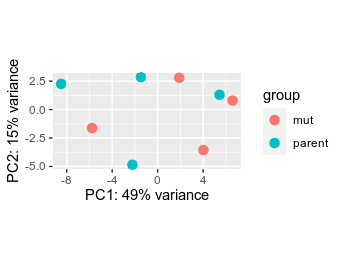 PC2: 15% variance
2.5
0.0
-2.5
-5.0
-8
-4
0
4
PC1: 49% variance
group
mut
parent